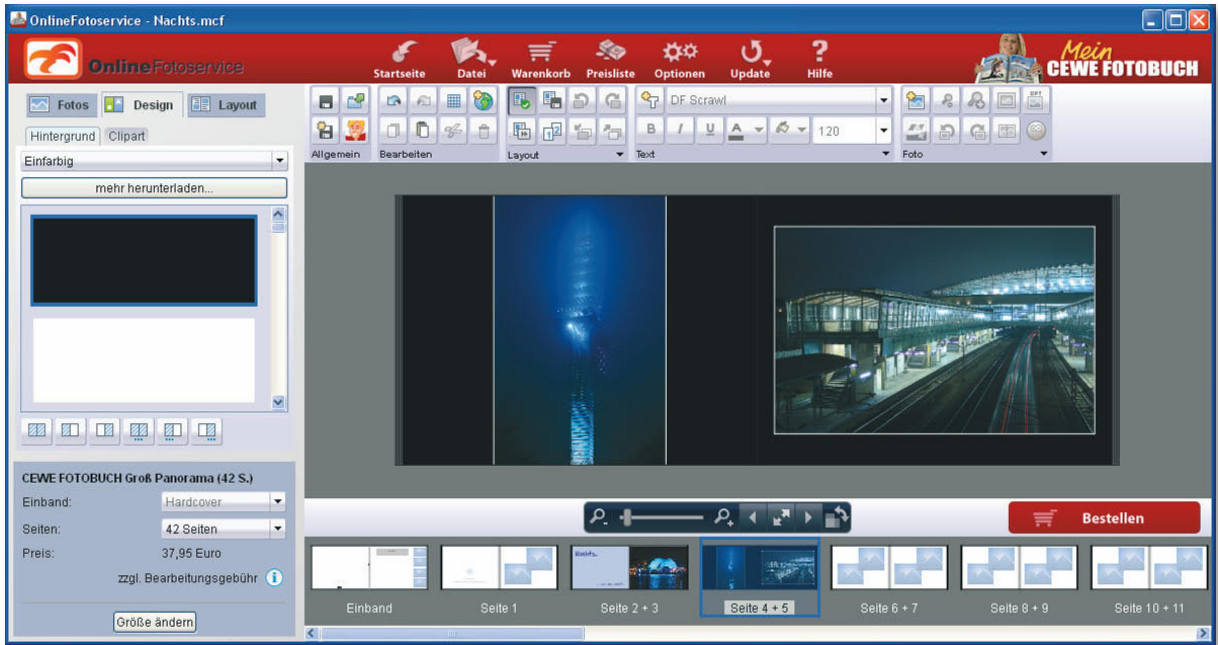 OnlineFotoservice - Nachts.mcf
OnlineFotoservice
Startseite
Datei
Warenkorb
Preisliste
Optionen
Update
Hilfe
Mein
CEWE FOTOBUCH
Fotos
Design
Layout
Hintergrund
Clipart
Einfarbig
mehr herunterladen...
DF Scrawl
B
I
U
A
120
Allgemein
Bearbeiten
Layout
Text
Foto
CEWE FOTOBUCH Groß Panorama (42 S.)
Einband:
Hardcover
Seiten:
42 Seiten
Preis:
37,95 Euro
zzgl. Bearbeitungsgebühr
Größe ändern
Bestellen
Nachts...
Einband
Seite 1
Seite 2 + 3
Seite 4 + 5
Seite 6 + 7
Seite 8 + 9
Seite 10 + 11